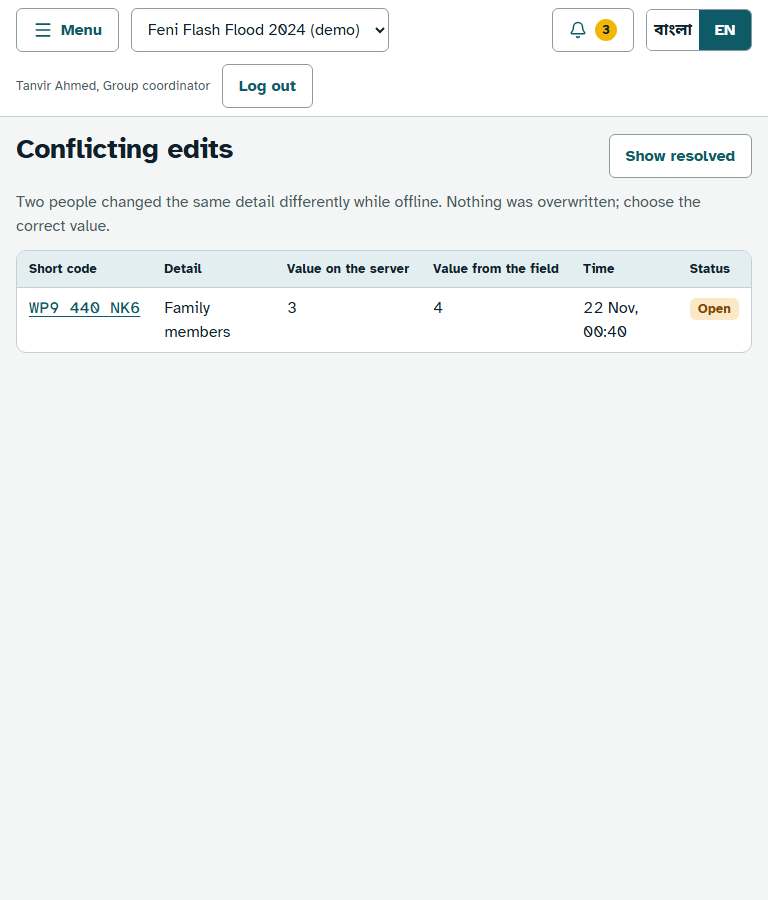 Menu
Feni Flash Flood 2024 (demo)
3
বাংলা
EN
Tanvir Ahmed, Group coordinator
Log out
Conflicting edits
Show resolved
Two people changed the same detail differently while offline. Nothing was overwritten; choose the
correct value.
Short code Detail Value on the server Value from the field Time Status
WP9 440 NK6 Family 3 4 22 Nov, Open
members 00:40